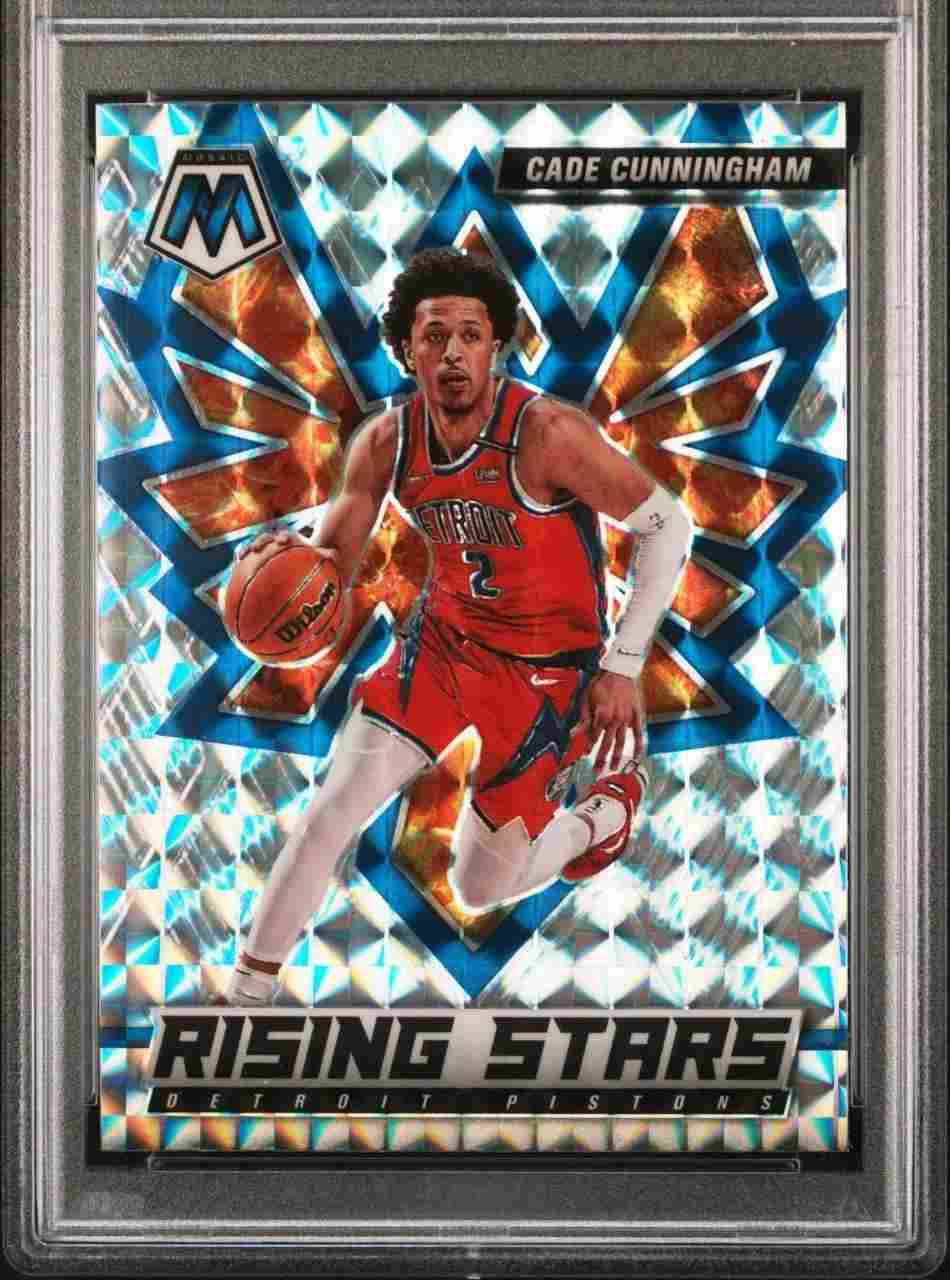 MOSAIC
M
CADE CUNNINGHAM
DETROIT
2
Wilson
RISING STARS
DETROIT PISTONS